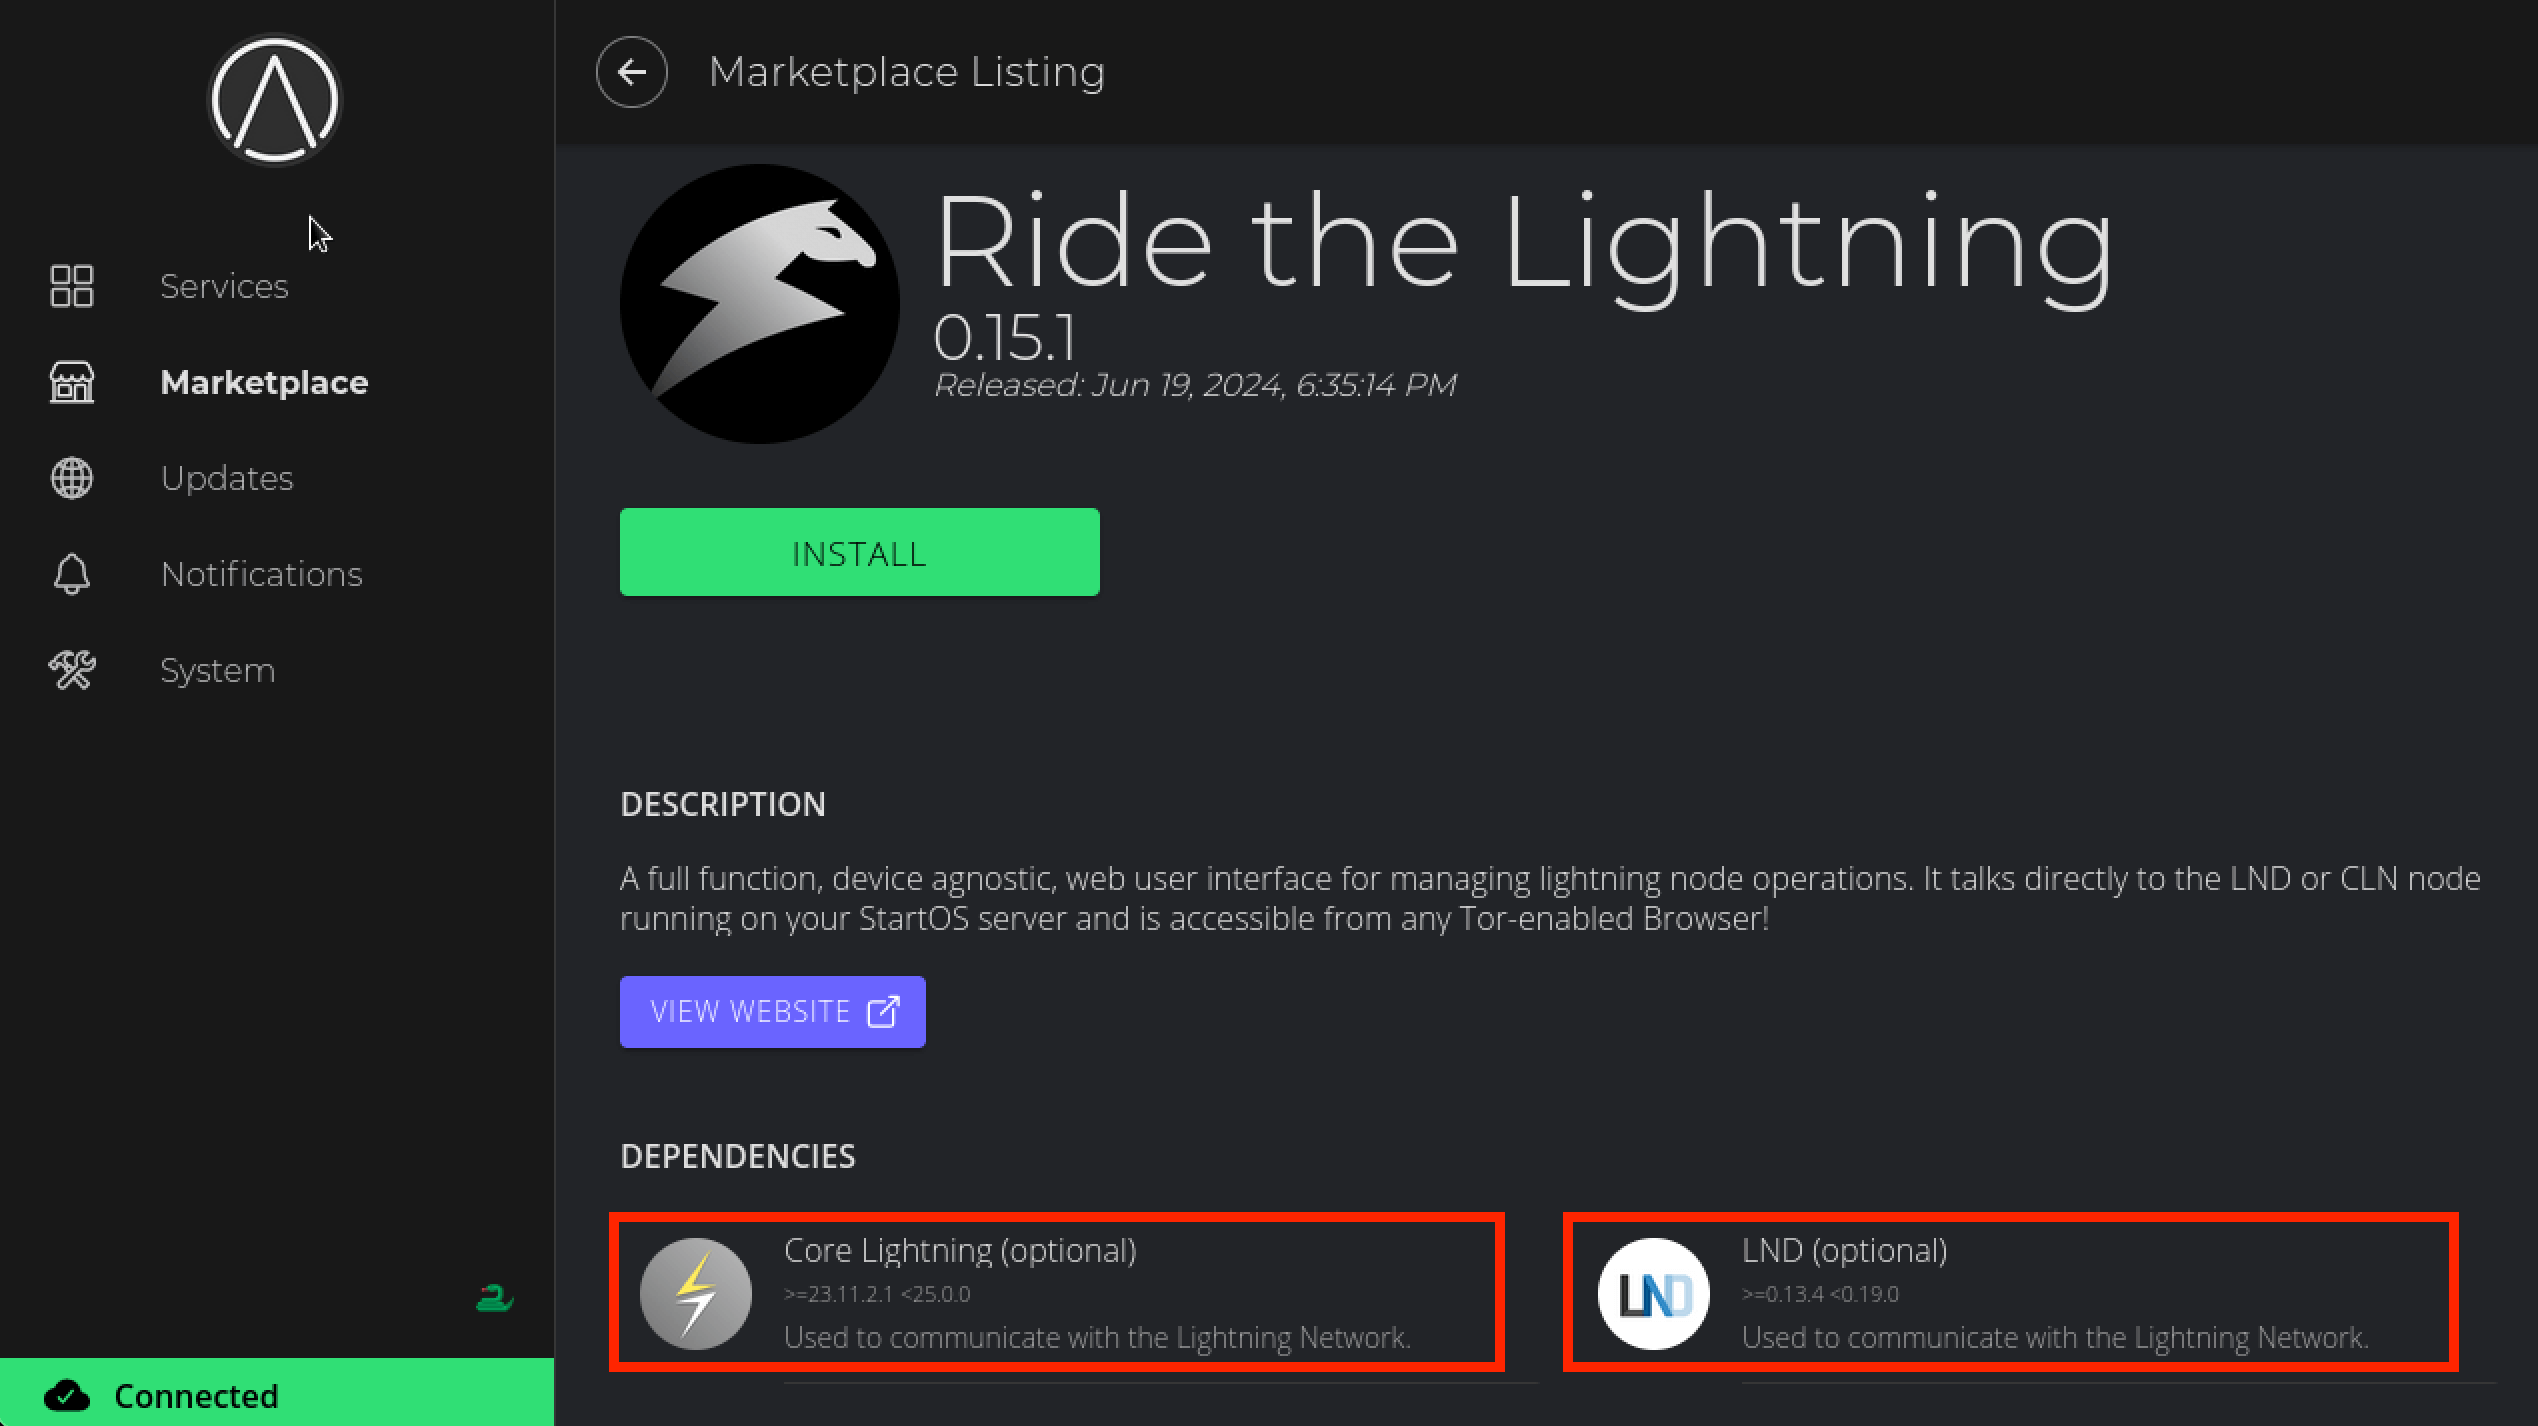 Marketplace Listing
Services
Marketplace
Updates
Notifications
System
Connected
Ride the Lightning
0.15.1
Released: Jun 19, 2024, 6:35:14 PM
INSTALL
DESCRIPTION
A full function, device agnostic, web user interface for managing lightning node operations. It talks directly to the LND or CLN node
running on your StartOS server and is accessible from any Tor-enabled Browser!
VIEW WEBSITE
DEPENDENCIES
Core Lightning (optional)
>=23.11.2.1 <25.0.0
Used to communicate with the Lightning Network.
LND
LND (optional)
>=0.13.4 <0.19.0
Used to communicate with the Lightning Network.